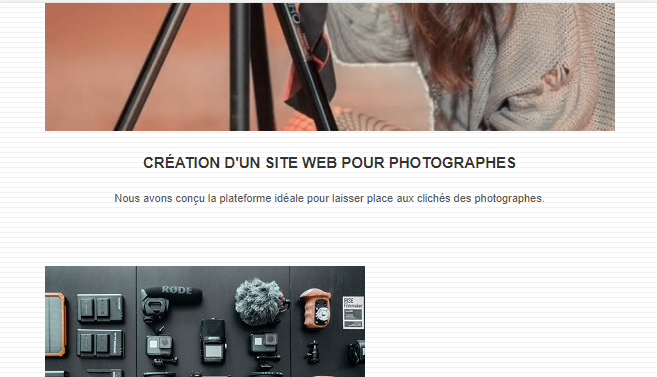 CRÉATION D'UN SITE WEB POUR PHOTOGRAPHES
Nous avons conçu la plateforme idéale pour laisser place aux clichés des photographes.
RØDE